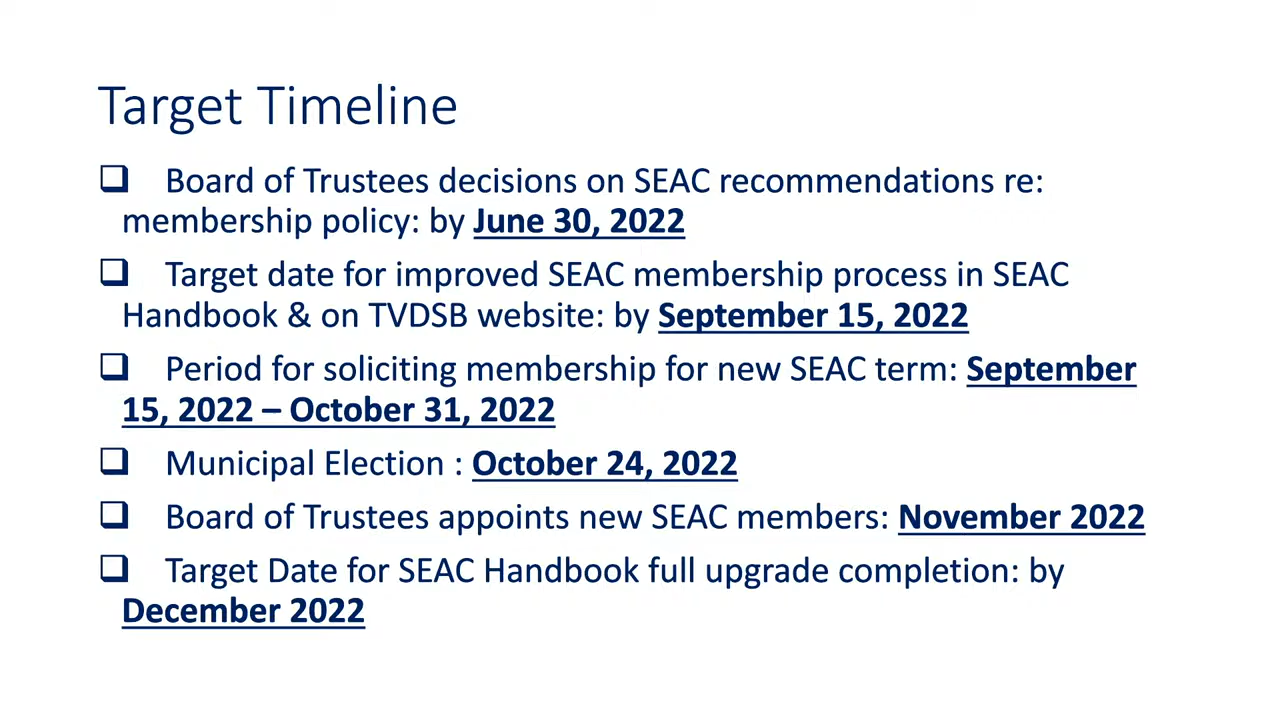 Target Timeline
❑ Board of Trustees decisions on SEAC recommendations re:
membership policy: by June 30, 2022
❑ Target date for improved SEAC membership process in SEAC
Handbook & on TVDSB website: by September 15, 2022
❑ Period for soliciting membership for new SEAC term: September
15, 2022 – October 31, 2022
❑ Municipal Election : October 24, 2022
❑ Board of Trustees appoints new SEAC members: November 2022
❑ Target Date for SEAC Handbook full upgrade completion: by
December 2022